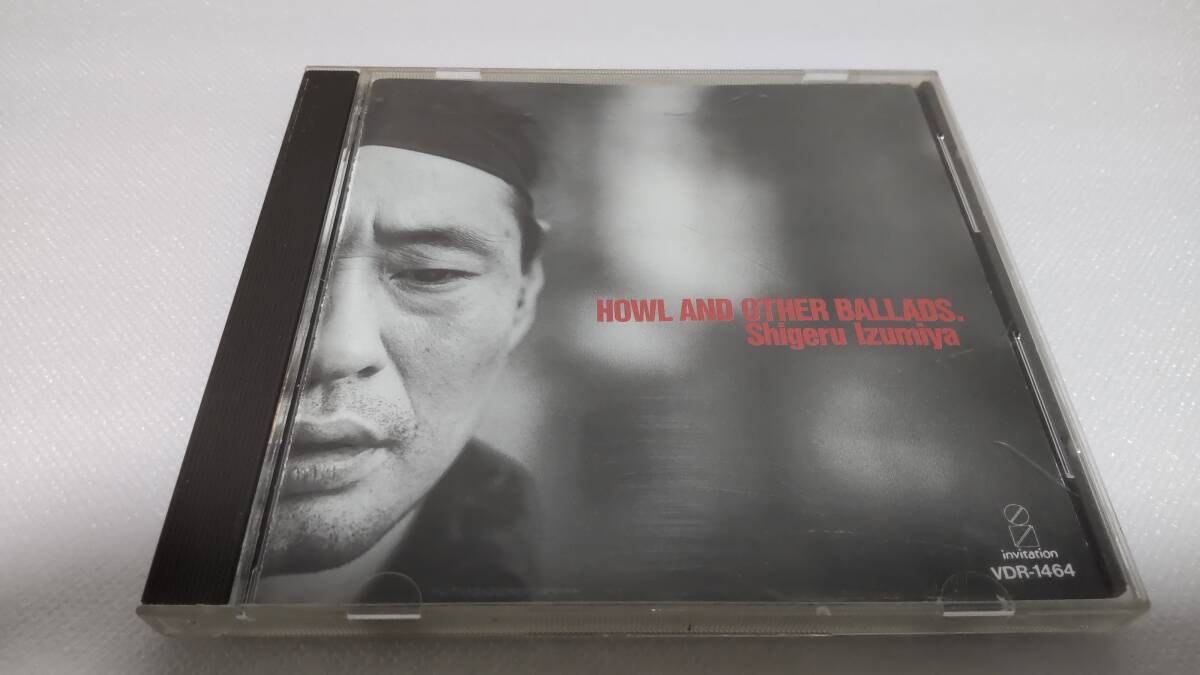 HOWL AND OTHER BALLADS.
Shigeru Izumiya
invitation
VDR-1464